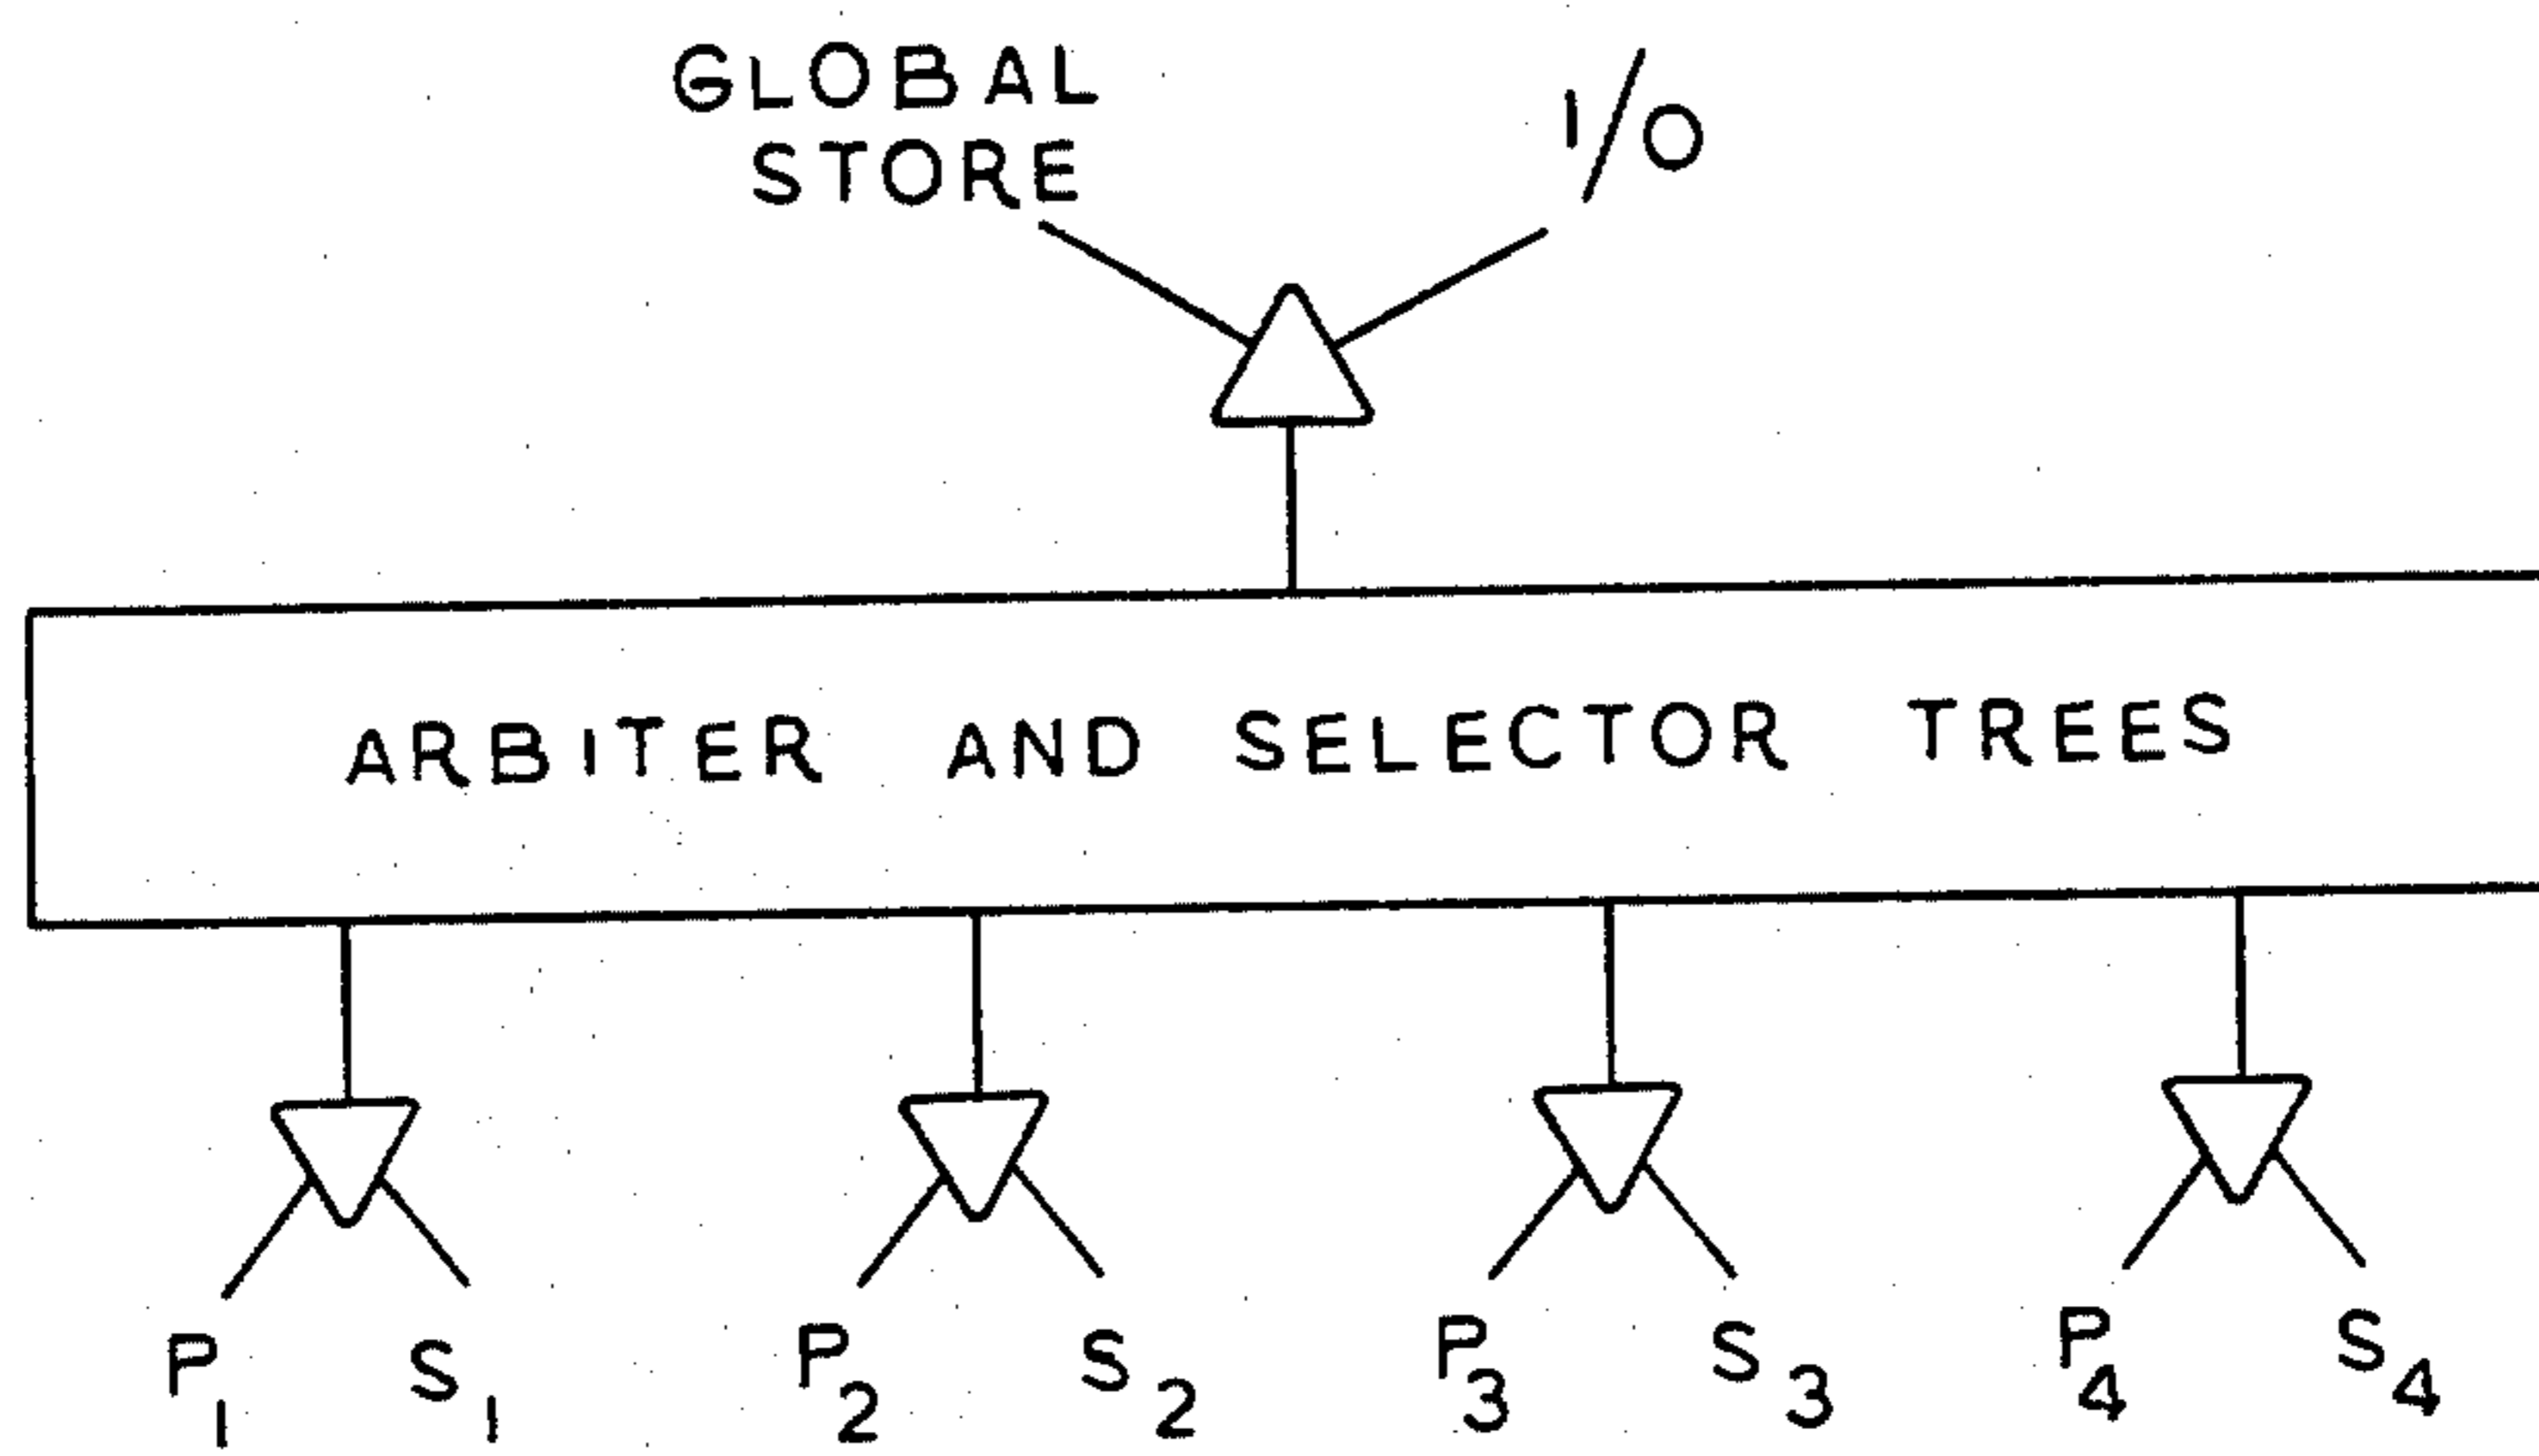 GLOBAL
STORE
I/O
ARBITER AND SELECTOR TREES
P1 S1 P2 S2 P3 S3 P4 S4